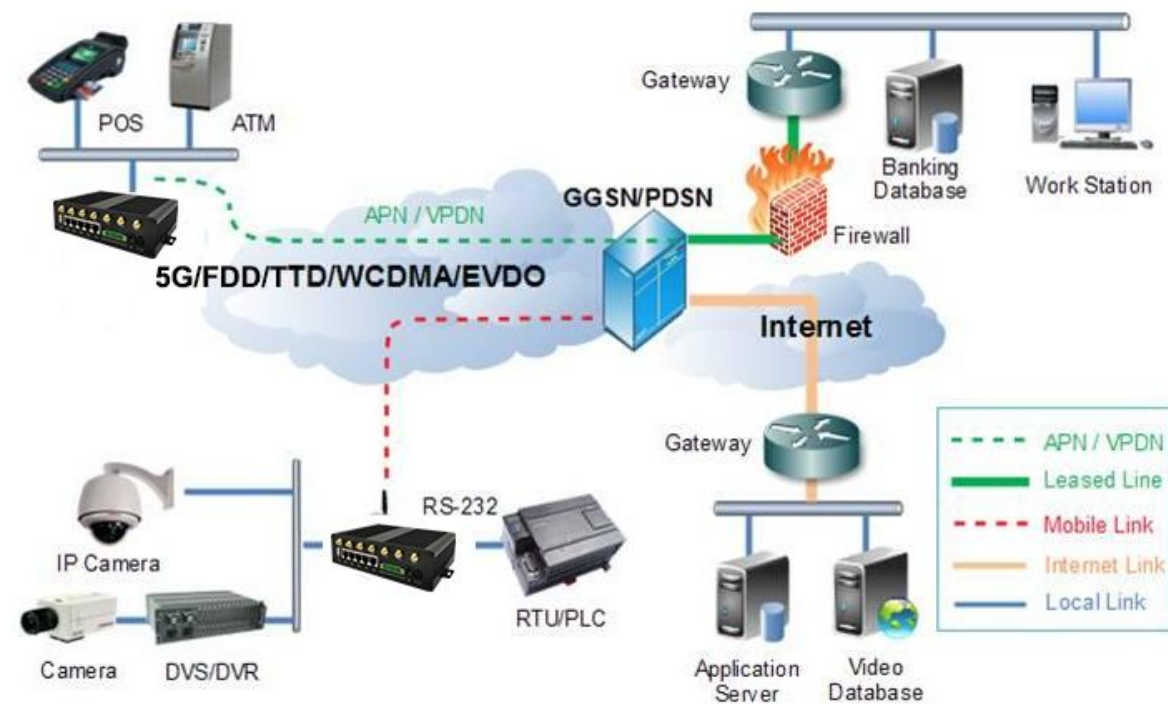 POS
ATM
Gateway
Banking
Database
Work Station
GGSN/PDSN
APN / VPDN
Firewall
5G/FDD/TTD/WCDMA/EVDO
Internet
Gateway
APN / VPDN
Leased Line
Mobile Link
Internet Link
Local Link
RS-232
IP Camera
RTU/PLC
Camera
DVS/DVR
Application
Server
Video
Database